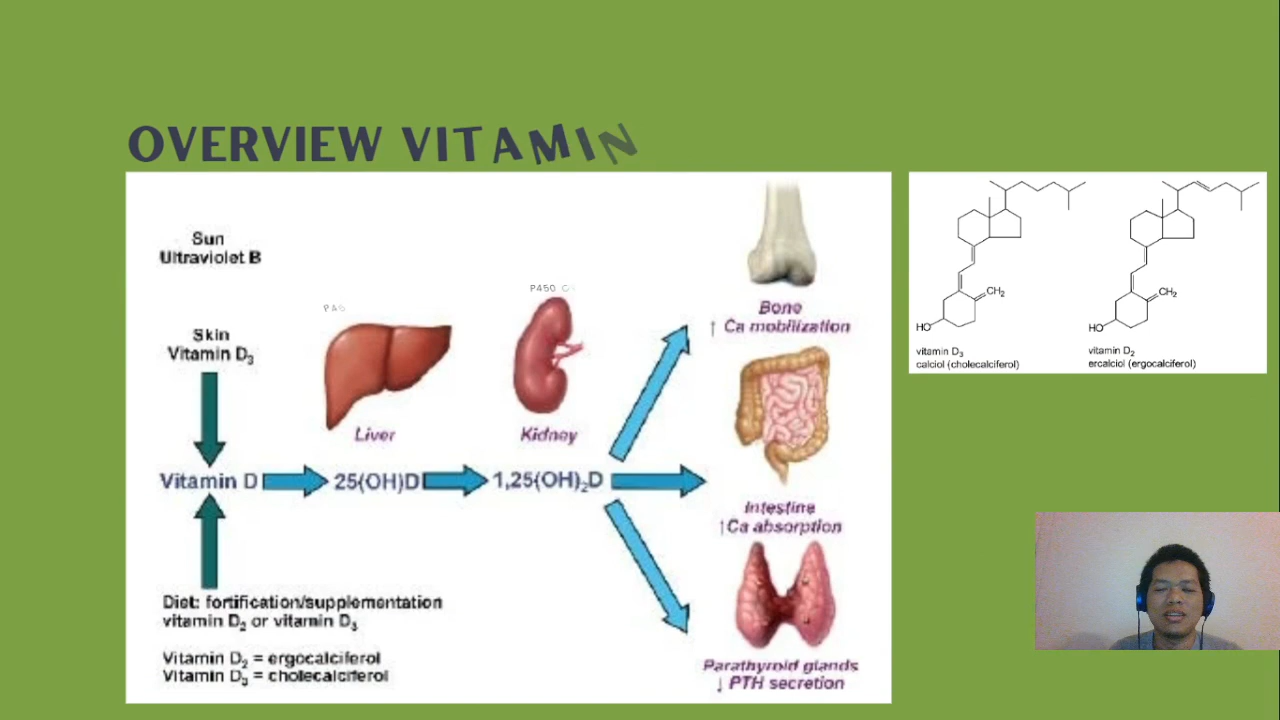 OVERVIEW VITAMIN
Sun
Ultraviolet B
Skin
Vitamin D₃
P450
Liver
Kidney
Vitamin D
25(OH)D
1,25(OH)₂D
Bone
↑ Ca mobilization
Intestine
↑Ca absorption
Parathyroid glands
↓ PTH secretion
Diet: fortification/supplementation
vitamin D₂ or vitamin D₃
Vitamin D₂ = ergocalciferol
Vitamin D₃ = cholecalciferol
CH₂
HO
vitamin D₃
calciol (cholecalciferol)
CH₂
HO
vitamin D₂
ercalciol (ergocalciferol)